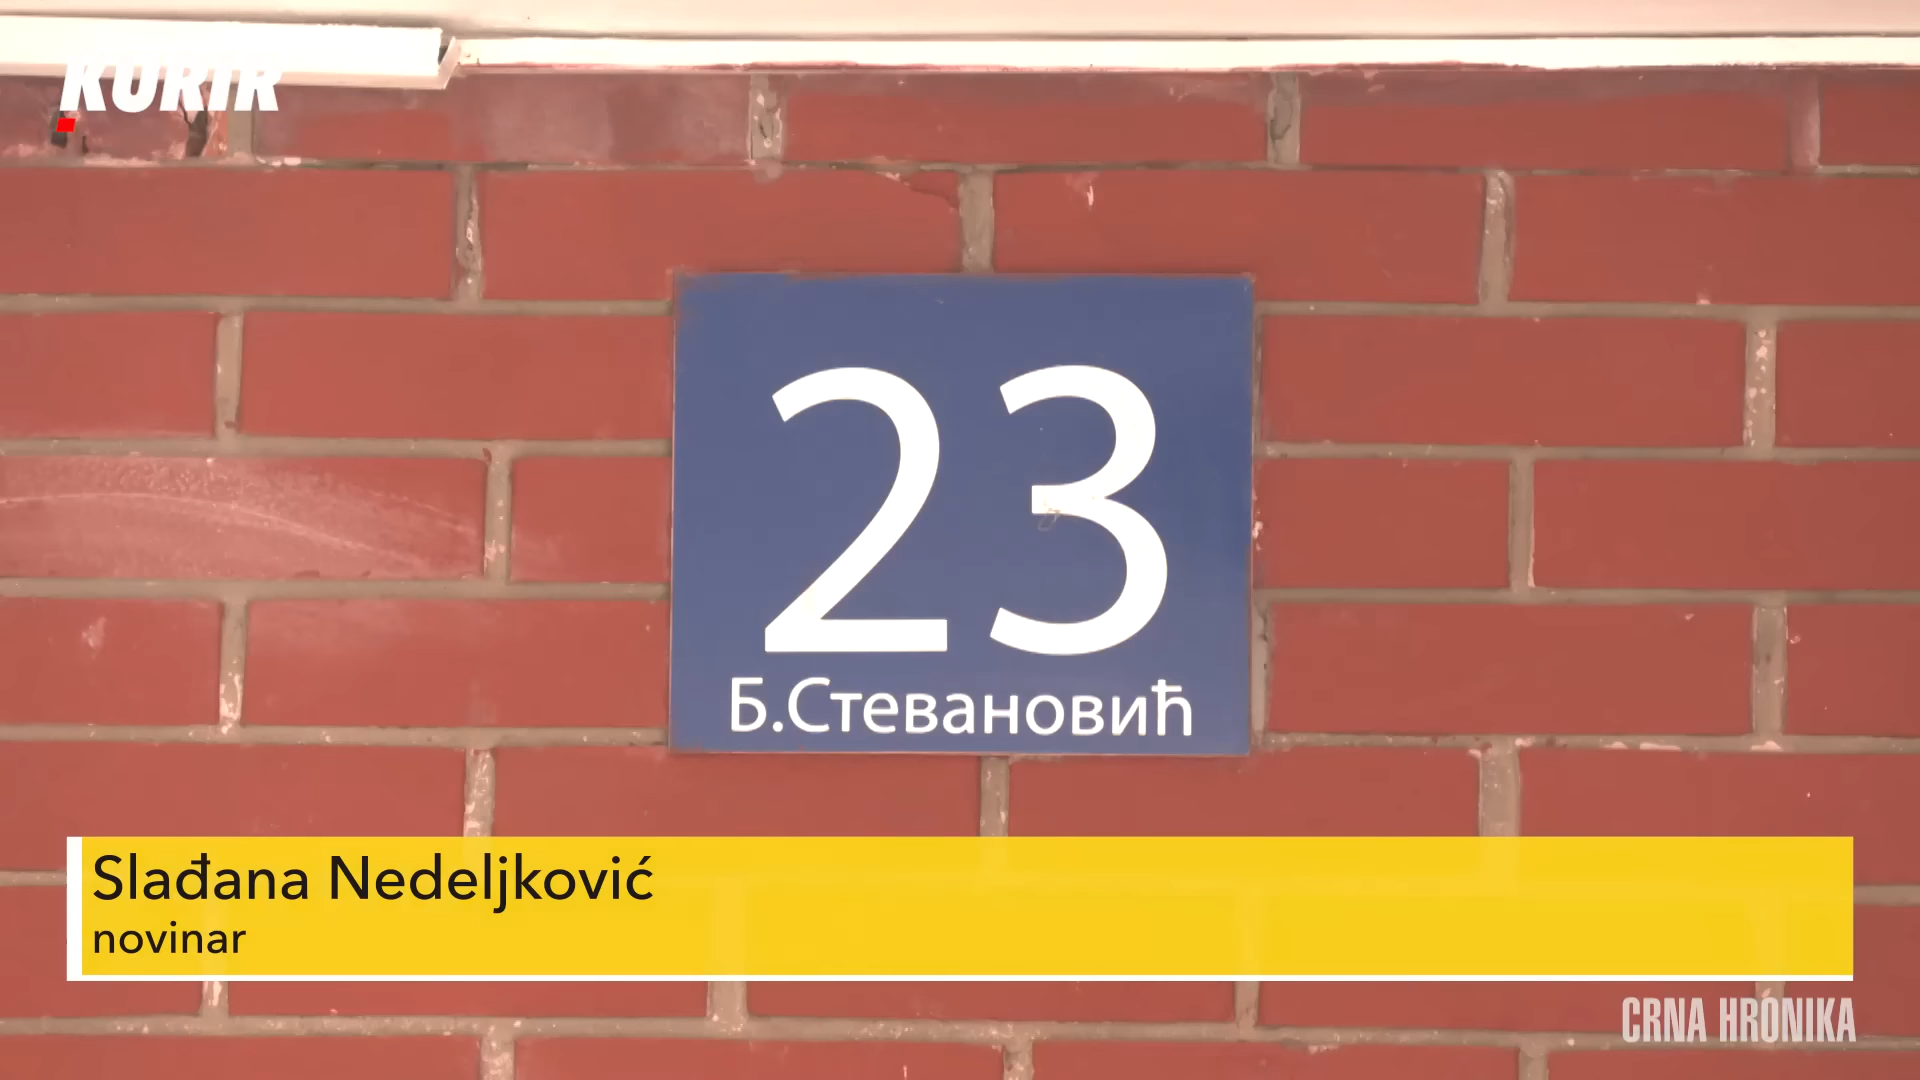 KURIR
23
Б.Стевановић
Slađana Nedeljković
novinar
CRNA HRONIKA